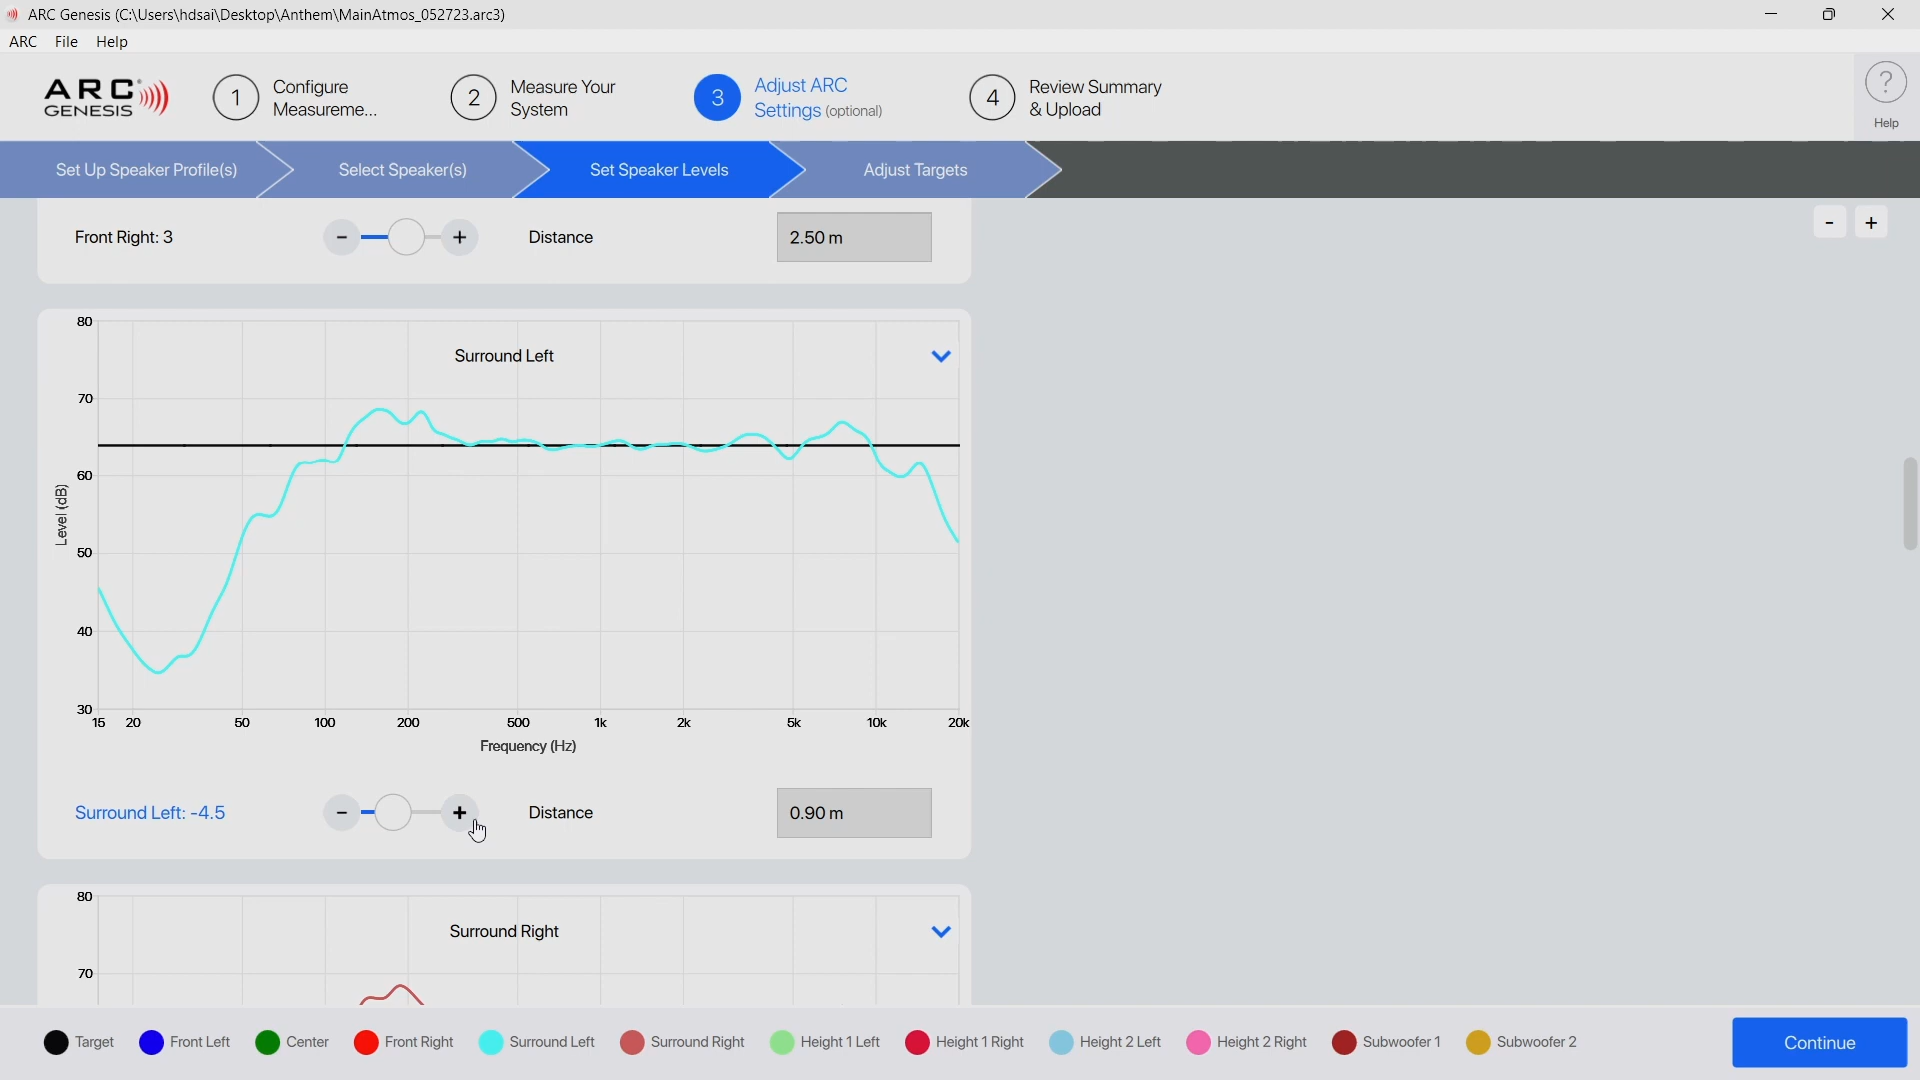 ARC Genesis (C:\Users\hdsai\Desktop\Anthem\MainAtmos_052723.arc3)
ARC File Help
ARC GENESIS
1 Configure Measureme...
2 Measure Your System
3 Adjust ARC Settings (optional)
4 Review Summary & Upload
? Help
Set Up Speaker Profile(s) Select Speaker(s) Set Speaker Levels Adjust Targets
Front Right: 3 - + Distance 2.50 m
- +
80
Surround Left
70
60
Level (dB)
50
40
30
15 20 50 100 200 500 1k 2k 5k 10k 20k
Frequency (Hz)
Surround Left: -4.5 - + Distance 0.90 m
80
Surround Right
70
Target Front Left Center Front Right Surround Left Surround Right Height 1 Left Height 1 Right Height 2 Left Height 2 Right Subwoofer 1 Subwoofer 2
Continue